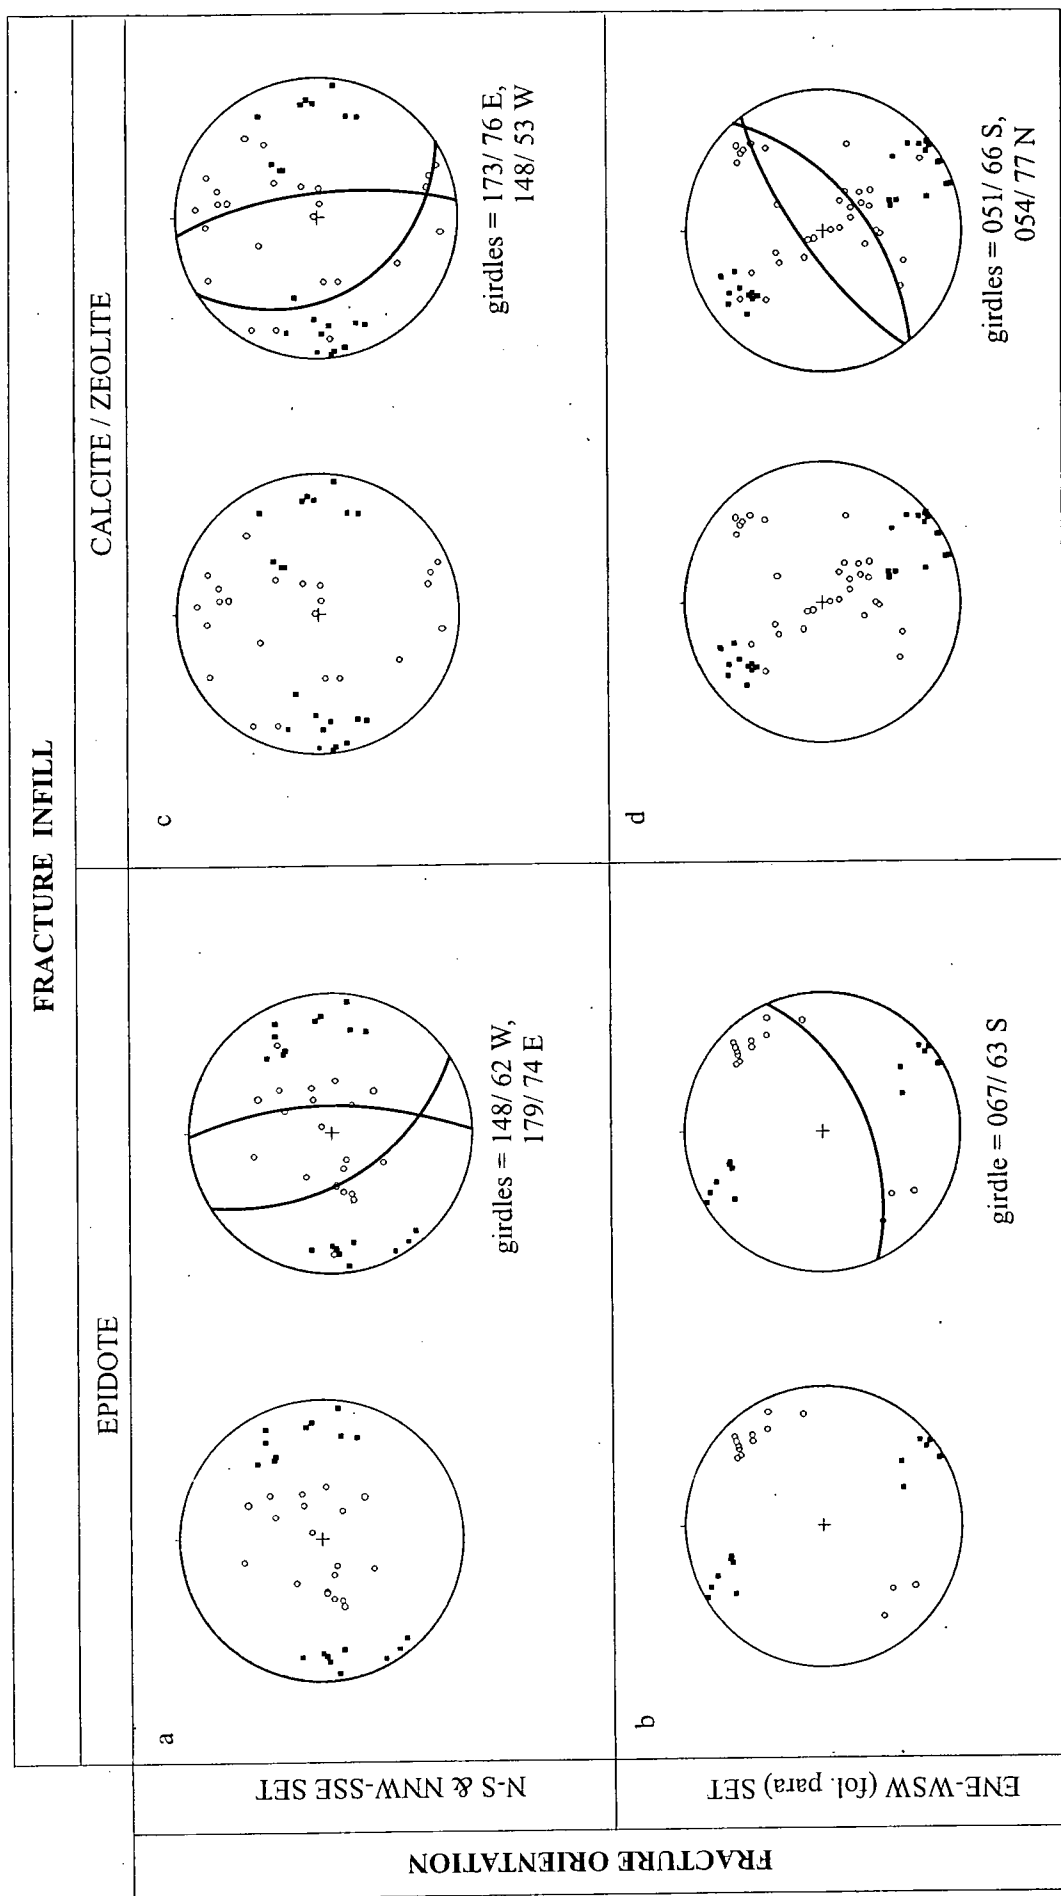 FRACTURE INFILL
EPIDOTE
CALCITE / ZEOLITE
FRACTURE ORIENTATION
N-S & NNW-SSE SET
a
girdles = 148/ 62 W,
179/ 74 E
c
girdles = 173/ 76 E,
148/ 53 W
ENE-WSW (fol. para) SET
b
girdle = 067/ 63 S
d
girdles = 051/ 66 S,
054/ 77 N